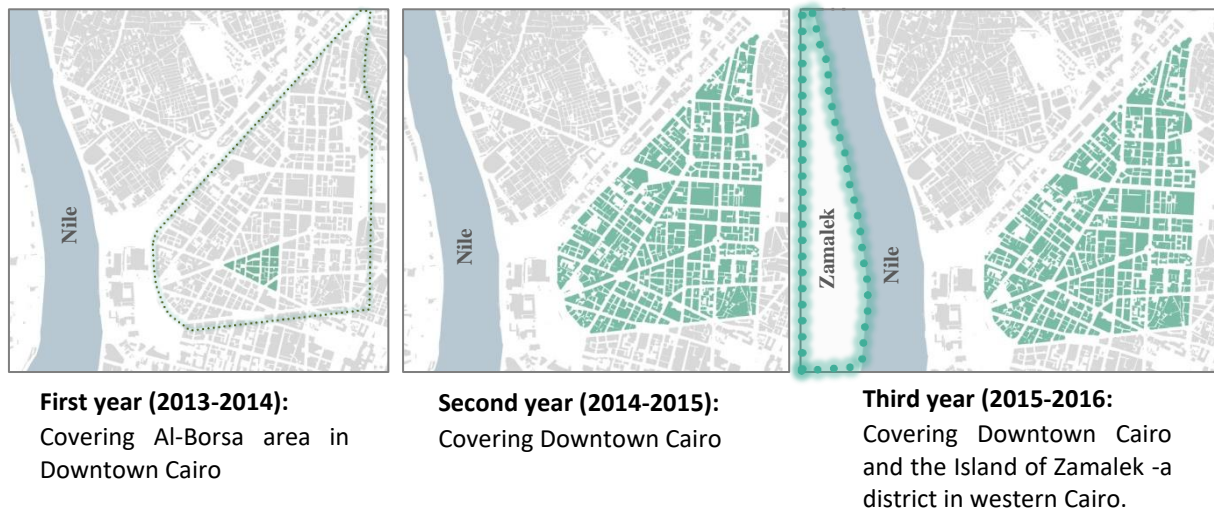 Nile
Nile
Zamalek
Nile
First year (2013-2014):
Covering Al-Borsa area in
Downtown Cairo
Second year (2014-2015):
Covering Downtown Cairo
Third year (2015-2016:
Covering Downtown Cairo
and the Island of Zamalek -a
district in western Cairo.